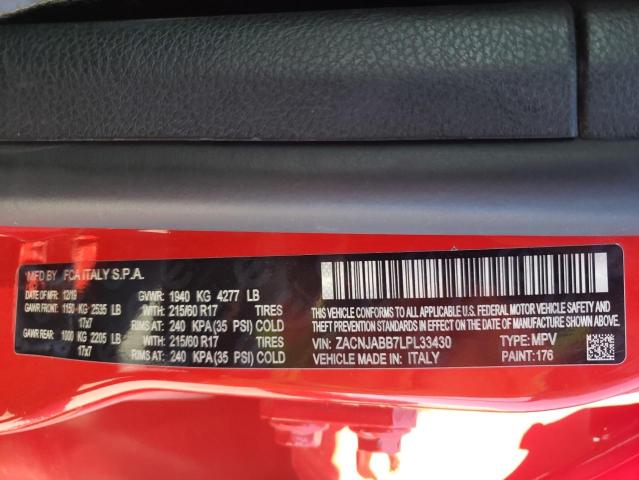 MFD BY FCA ITALY S.P.A.
DATE OF MFR: 12/19 GVWR: 1940 KG 4277 LB
GAWR FRONT: 1150 KG 2535 LB WITH: 215/60 R17 TIRES
17x7 RIMS AT: 240 KPA (35 PSI) COLD
GAWR REAR: 1000 KG 2205 LB WITH: 215/60 R17 TIRES
17x7 RIMS AT: 240 KPA (35 PSI) COLD
THIS VEHICLE CONFORMS TO ALL APPLICABLE U.S. FEDERAL MOTOR VEHICLE SAFETY AND
THEFT PREVENTION STANDARDS IN EFFECT ON THE DATE OF MANUFACTURE SHOWN ABOVE.
VIN: ZACNJABB7LPL33430 TYPE: MPV
VEHICLE MADE IN: ITALY PAINT: 176